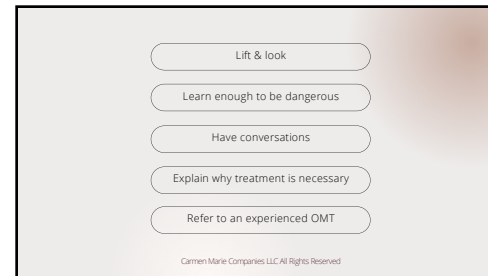 Lift & look
Learn enough to be dangerous
Have conversations
Explain why treatment is necessary
Refer to an experienced OMT
Carmen Marie Companies LLC All Rights Reserved